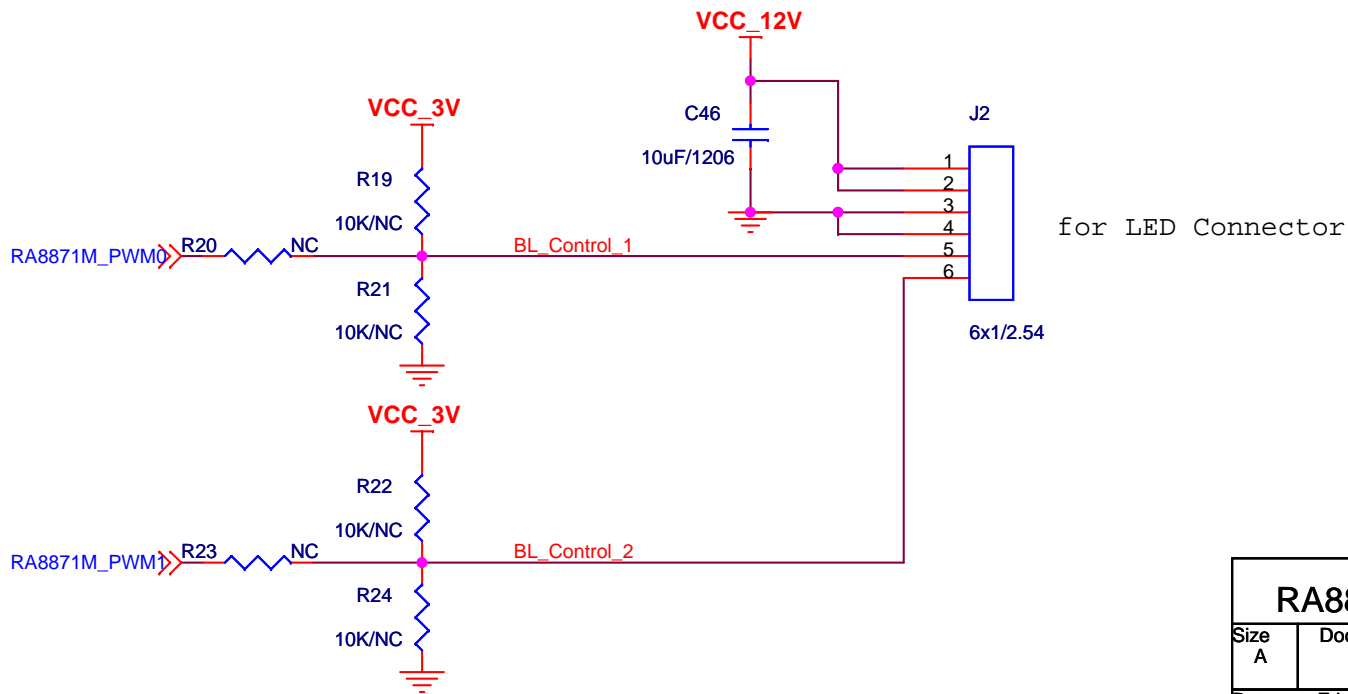 VCC_12V
C46
10uF/1206
J2
1
2
3
4
5
6
for LED Connector
6x1/2.54
VCC_3V
R19
10K/NC
RA8871M_PWM0
R20
NC
BL_Control_1
R21
10K/NC
VCC_3V
R22
10K/NC
RA8871M_PWM1
R23
NC
BL_Control_2
R24
10K/NC
Size
A